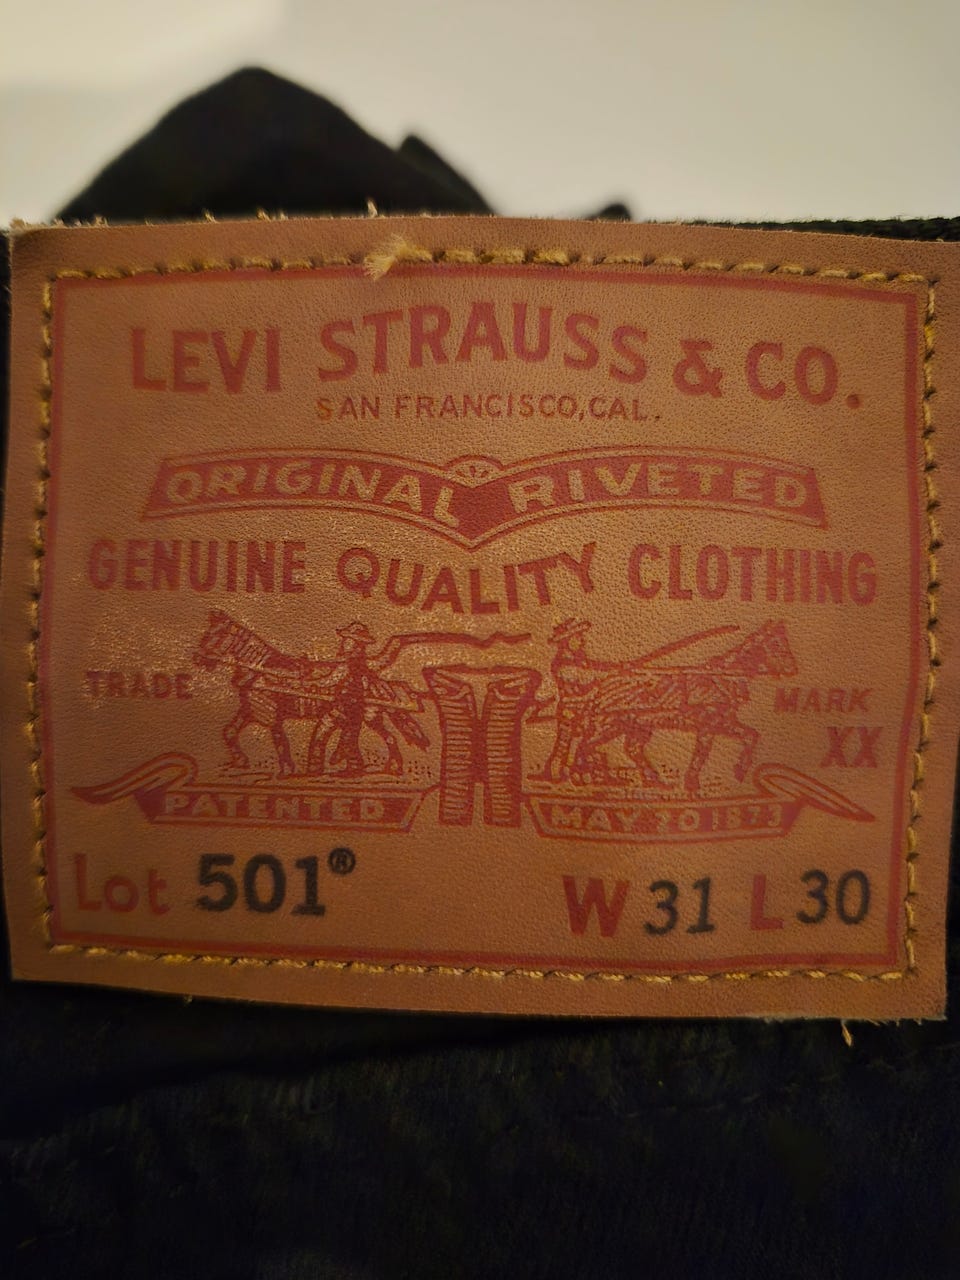 LEVI STRAUSS & CO.
SAN FRANCISCO, CAL.
ORIGINAL RIVETED
GENUINE QUALITY CLOTHING
TRADE MARK
XX
PATENTED MAY 20 1873
Lot 501® W 31 L 30